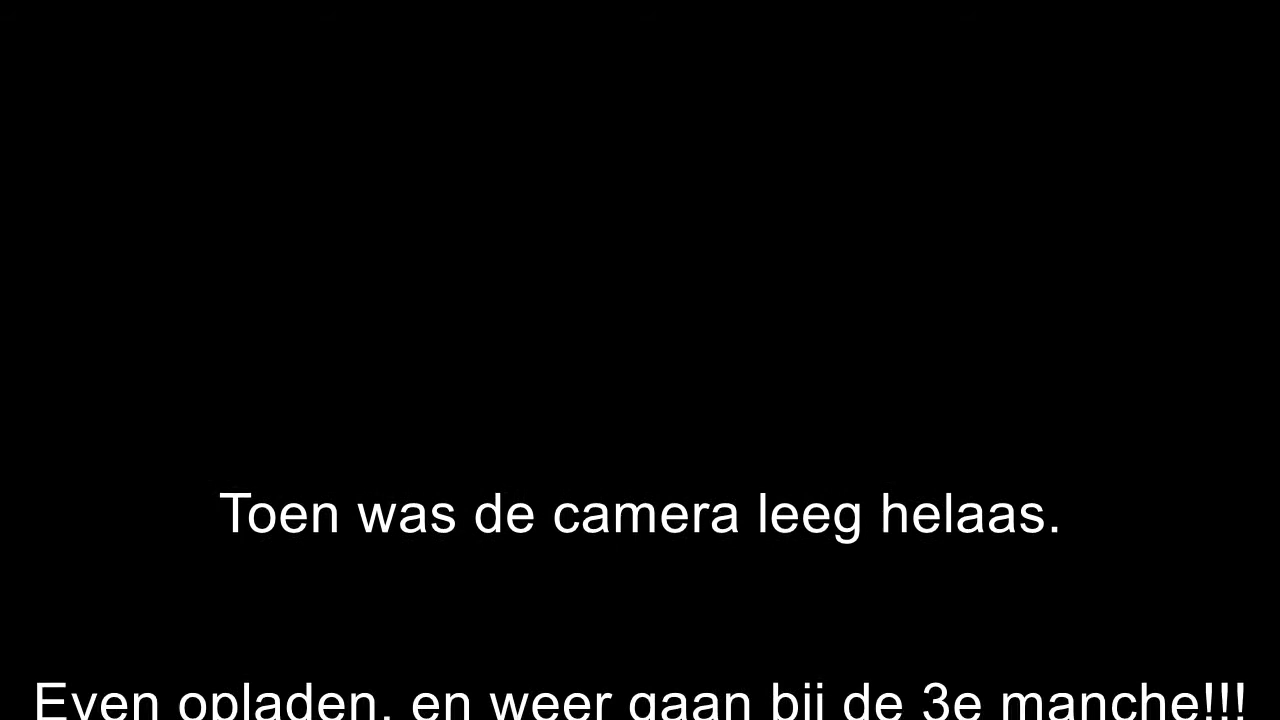 Toen was de camera leeg helaas.
Even opladen, en weer gaan bij de 3e manche!!!